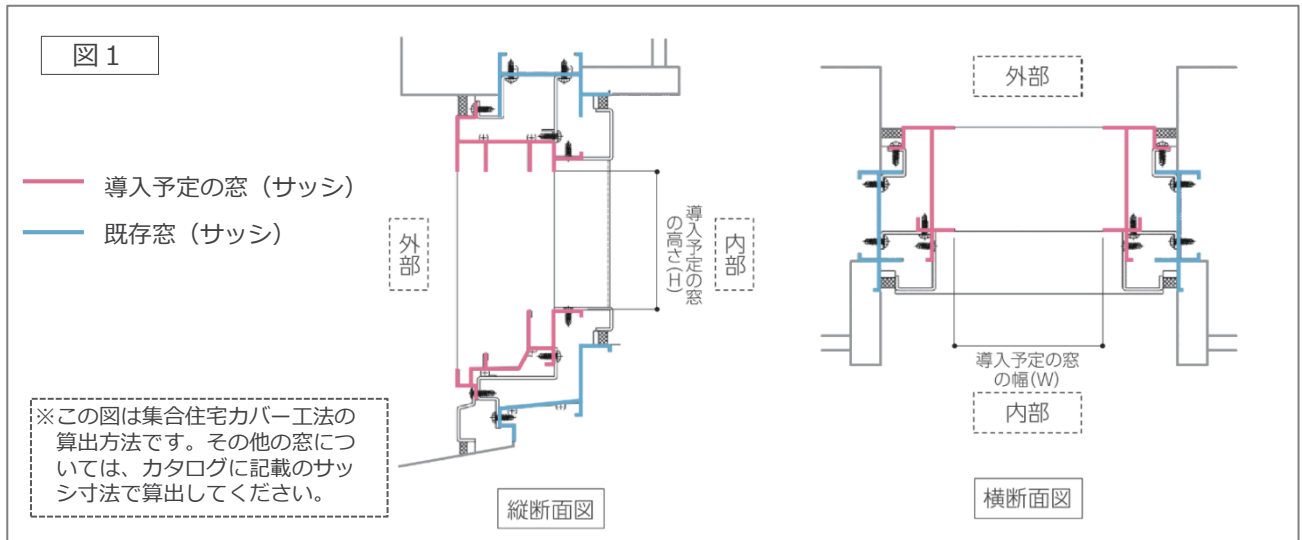 図1
導入予定の窓（サッシ）
既存窓（サッシ）
※この図は集合住宅カバー工法の
算出方法です。その他の窓につ
いては、カタログに記載のサッ
シ寸法で算出してください。
外部
導入予定の窓
の高さ(H)
内部
縦断面図
外部
導入予定の窓
の幅(W)
内部
横断面図